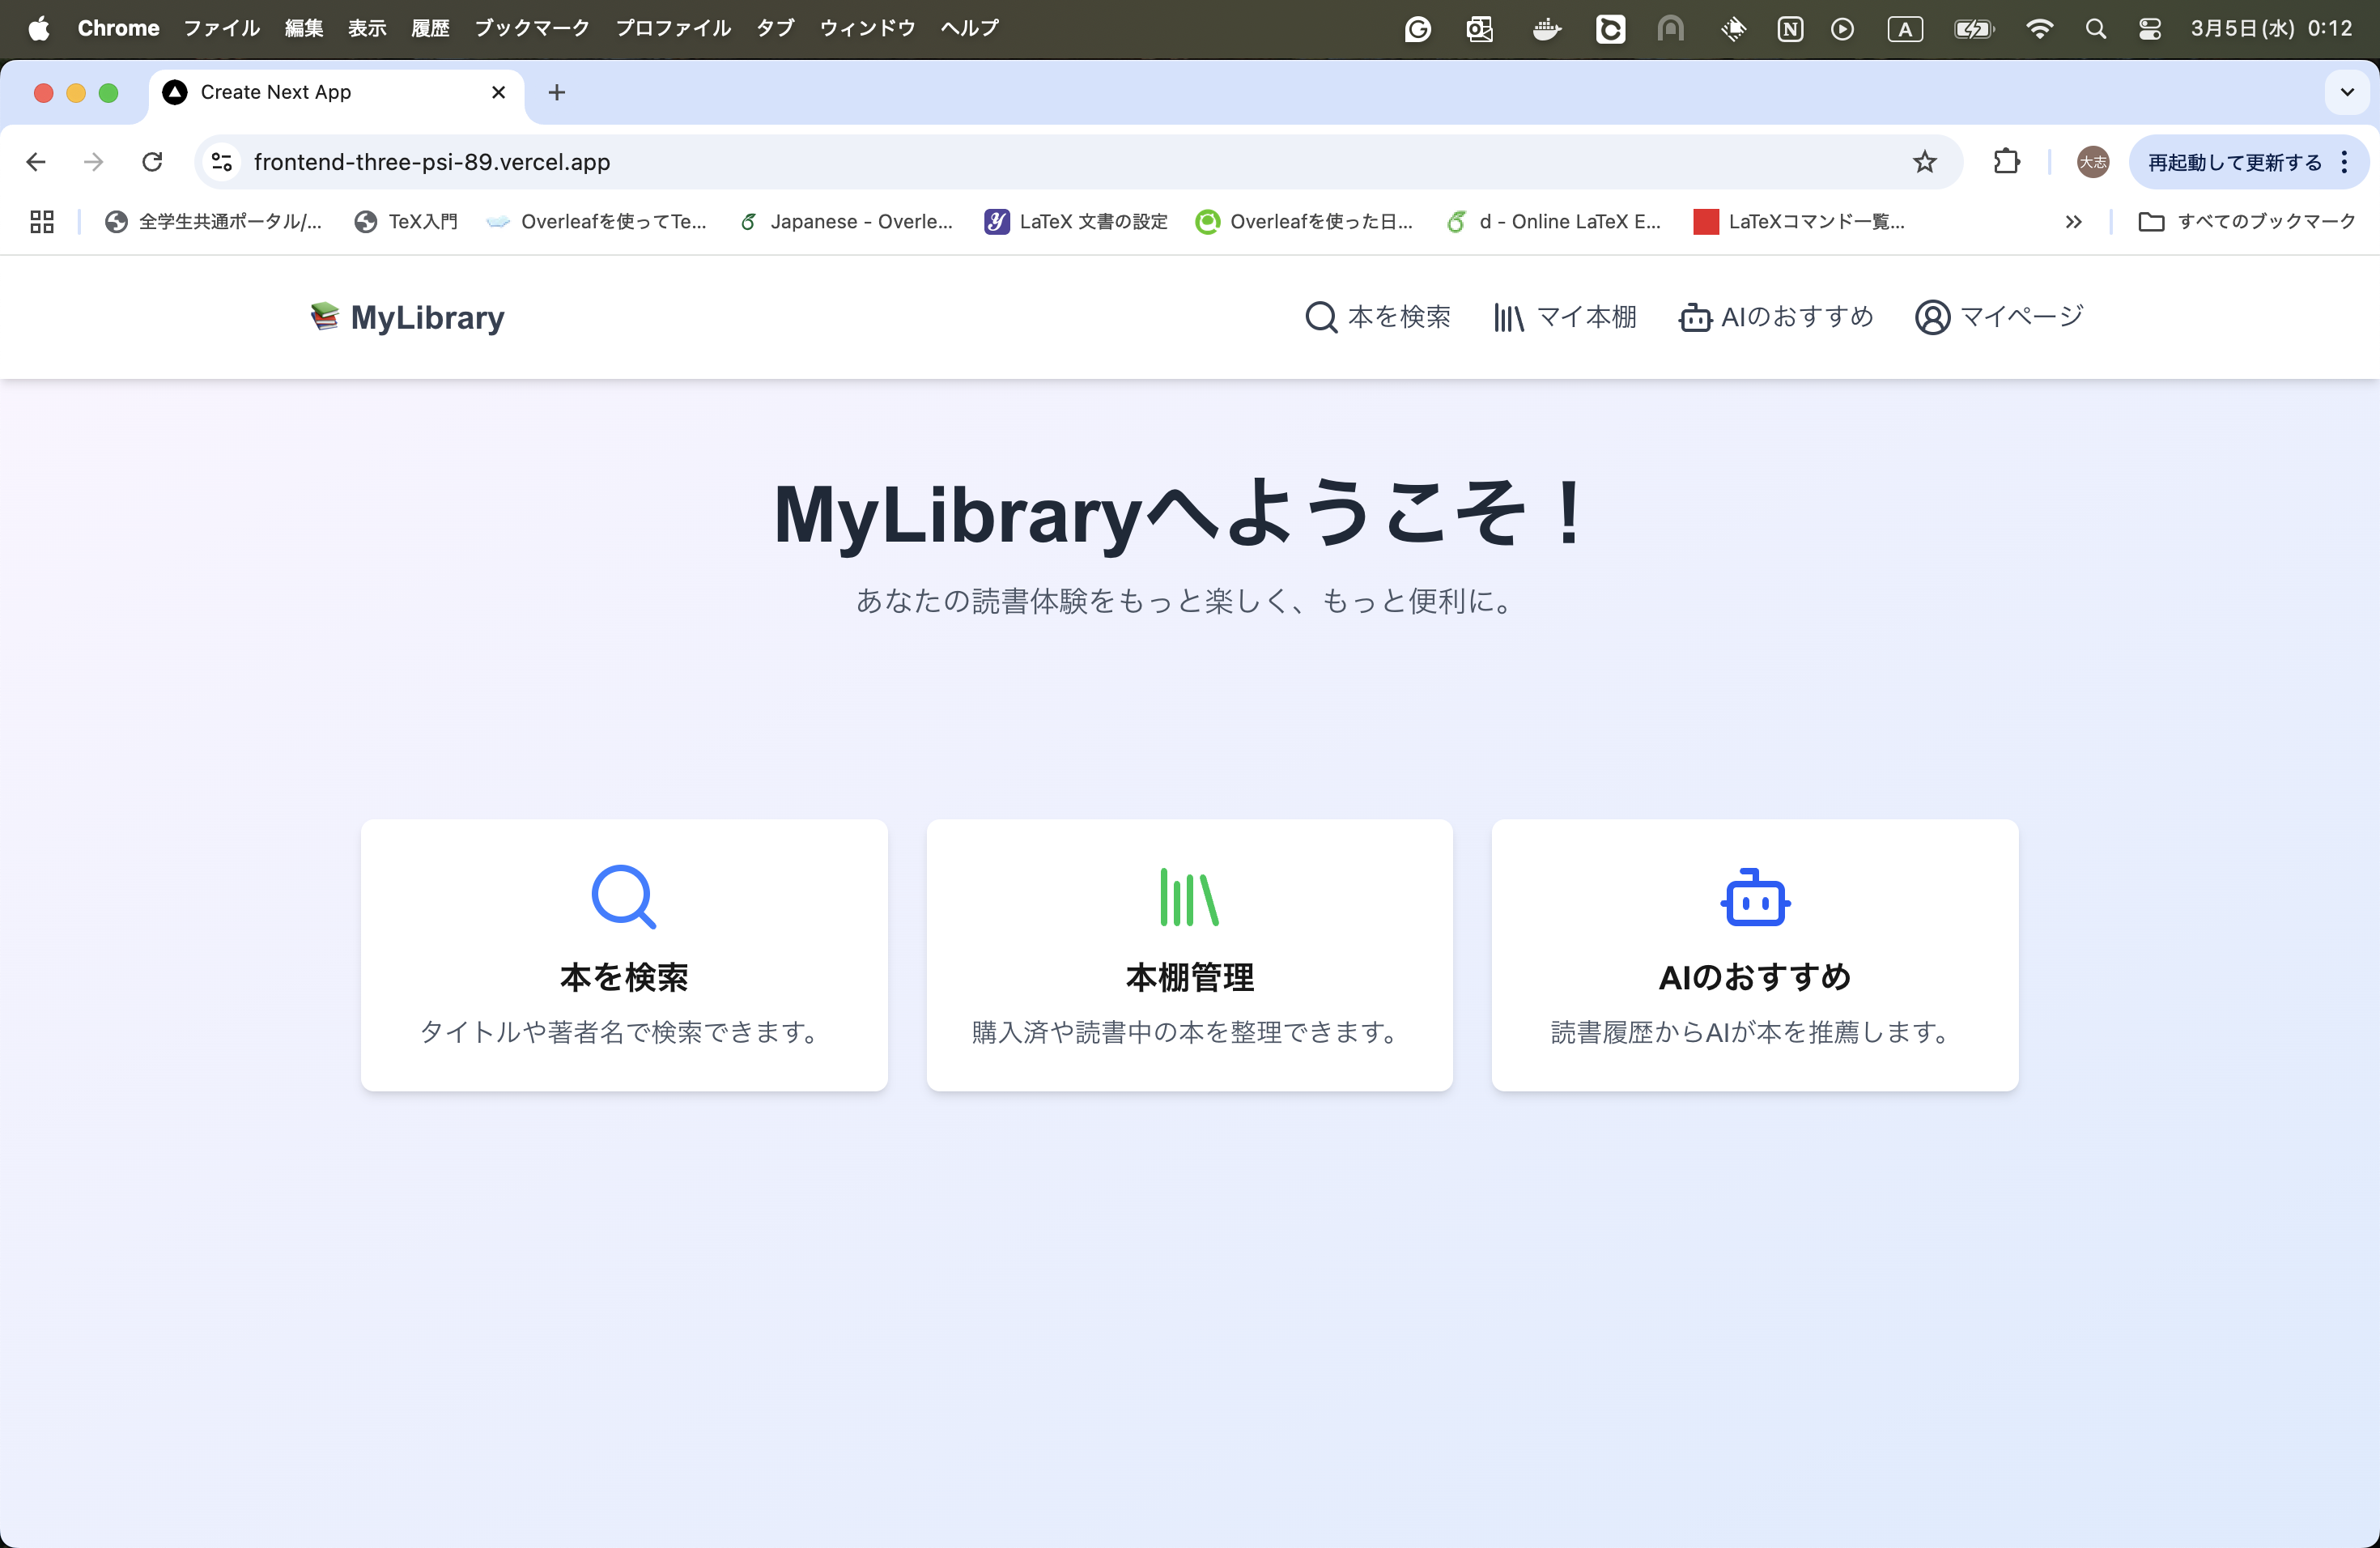 Chrome ファイル 編集 表示 履歴 ブックマーク プロファイル タブ ウィンドウ ヘルプ A 3月5日(水) 0:12
Create Next App
frontend-three-psi-89.vercel.app 大志 再起動して更新する
全学生共通ポータル/... TeX入門 Overleafを使ってTe... Japanese - Overle... LaTeX 文書の設定 Overleafを使った日... d - Online LaTeX E... LaTeXコマンド一覧... すべてのブックマーク
MyLibrary 本を検索 マイ本棚 AIのおすすめ マイページ
MyLibraryへようこそ！
あなたの読書体験をもっと楽しく、もっと便利に。
本を検索
タイトルや著者名で検索できます。
本棚管理
購入済や読書中の本を整理できます。
AIのおすすめ
読書履歴からAIが本を推薦します。